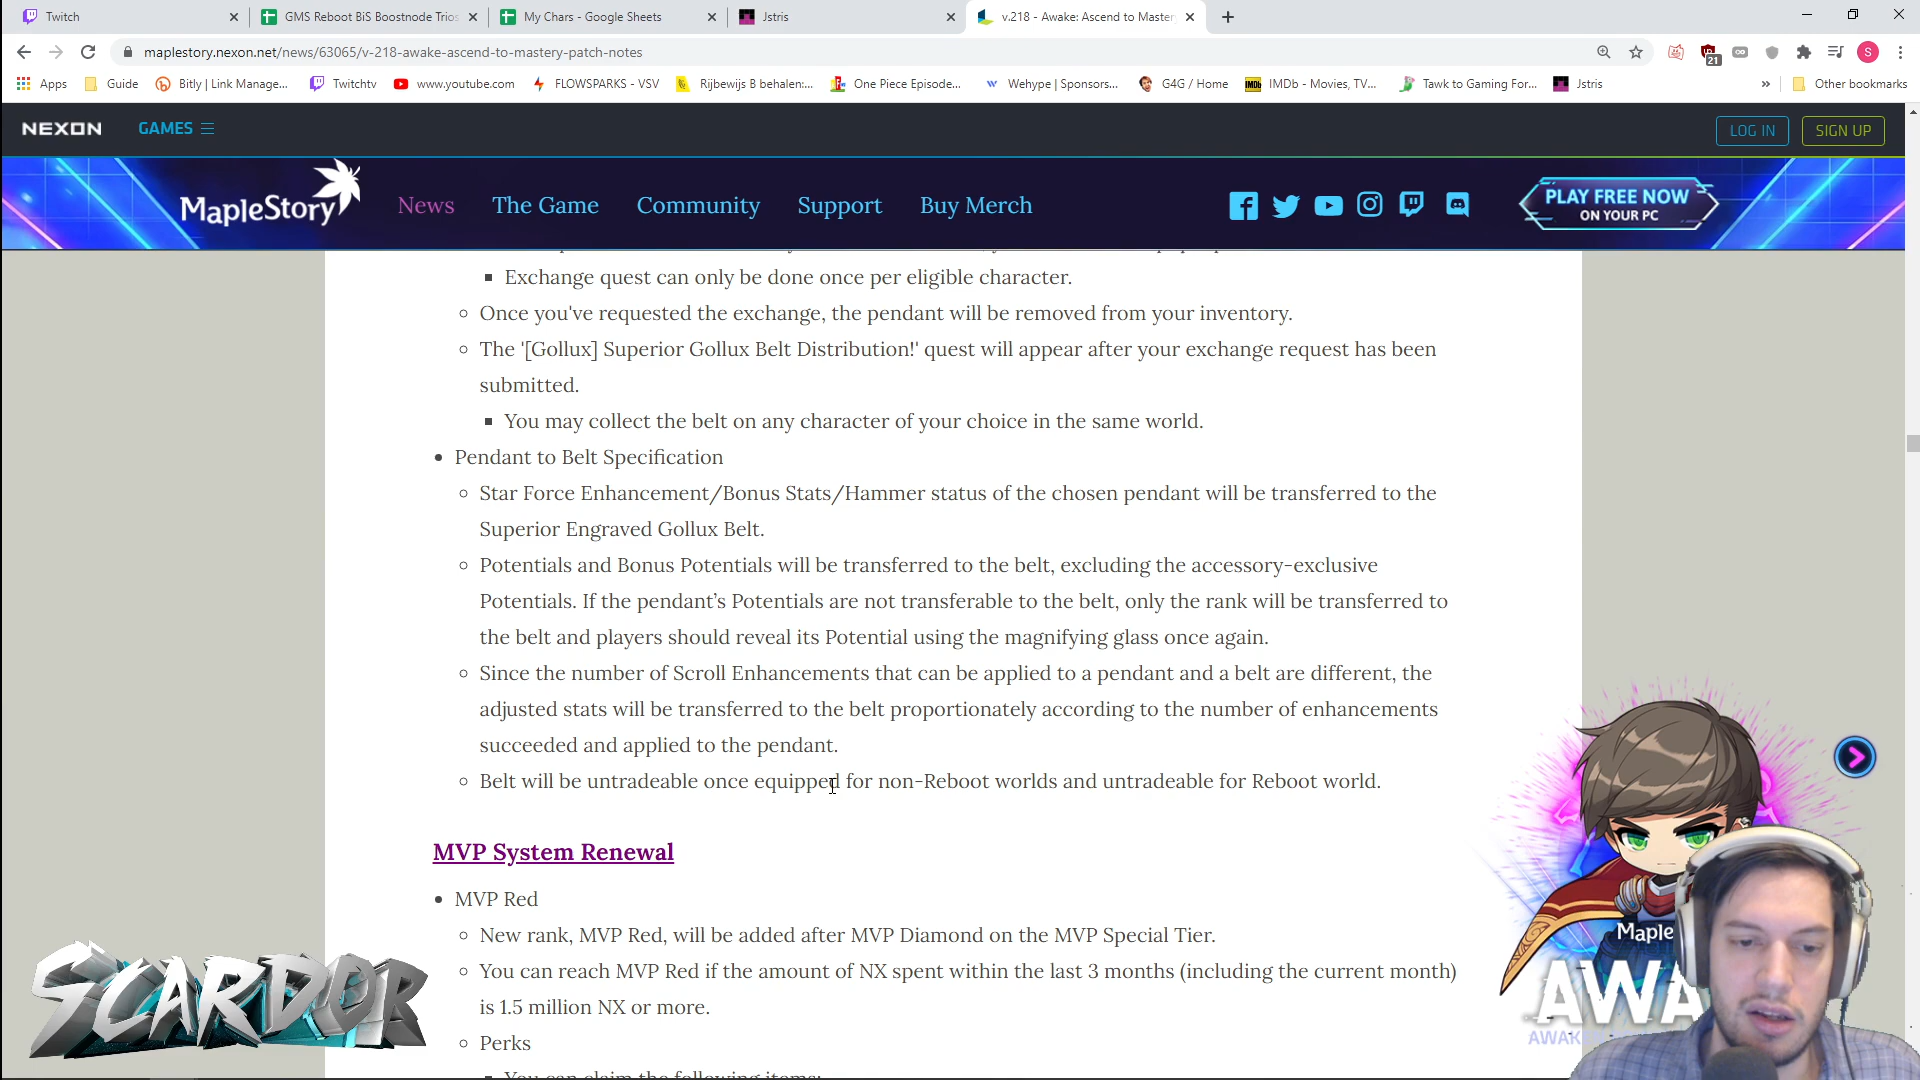 Twitch
GMS Reboot BiS Boostnode Trios
My Chars - Google Sheets
Jstris
v.218 - Awake: Ascend to Master
maplestory.nexon.net/news/63065/v-218-awake-ascend-to-mastery-patch-notes
21
S
Apps
Guide
Bitly | Link Manage...
Twitchtv
www.youtube.com
FLOWSPARKS - VSV
Rijbewijs B behalen:...
One Piece Episode...
Wehype | Sponsors...
G4G / Home
IMDb - Movies, TV...
Tawk to Gaming For...
Jstris
Other bookmarks
NEXON
GAMES
LOG IN
SIGN UP
MapleStory
News
The Game
Community
Support
Buy Merch
PLAY FREE NOW
ON YOUR PC
Exchange quest can only be done once per eligible character.
Once you've requested the exchange, the pendant will be removed from your inventory.
The '[Gollux] Superior Gollux Belt Distribution!' quest will appear after your exchange request has been
submitted.
You may collect the belt on any character of your choice in the same world.
Pendant to Belt Specification
Star Force Enhancement/Bonus Stats/Hammer status of the chosen pendant will be transferred to the
Superior Engraved Gollux Belt.
Potentials and Bonus Potentials will be transferred to the belt, excluding the accessory-exclusive
Potentials. If the pendant's Potentials are not transferable to the belt, only the rank will be transferred to
the belt and players should reveal its Potential using the magnifying glass once again.
Since the number of Scroll Enhancements that can be applied to a pendant and a belt are different, the
adjusted stats will be transferred to the belt proportionately according to the number of enhancements
succeeded and applied to the pendant.
Belt will be untradeable once equipped for non-Reboot worlds and untradeable for Reboot world.
MVP System Renewal
MVP Red
New rank, MVP Red, will be added after MVP Diamond on the MVP Special Tier.
You can reach MVP Red if the amount of NX spent within the last 3 months (including the current month)
is 1.5 million NX or more.
Perks
You can claim the following items:
Maple
AWA
AWAK
SCARDOR